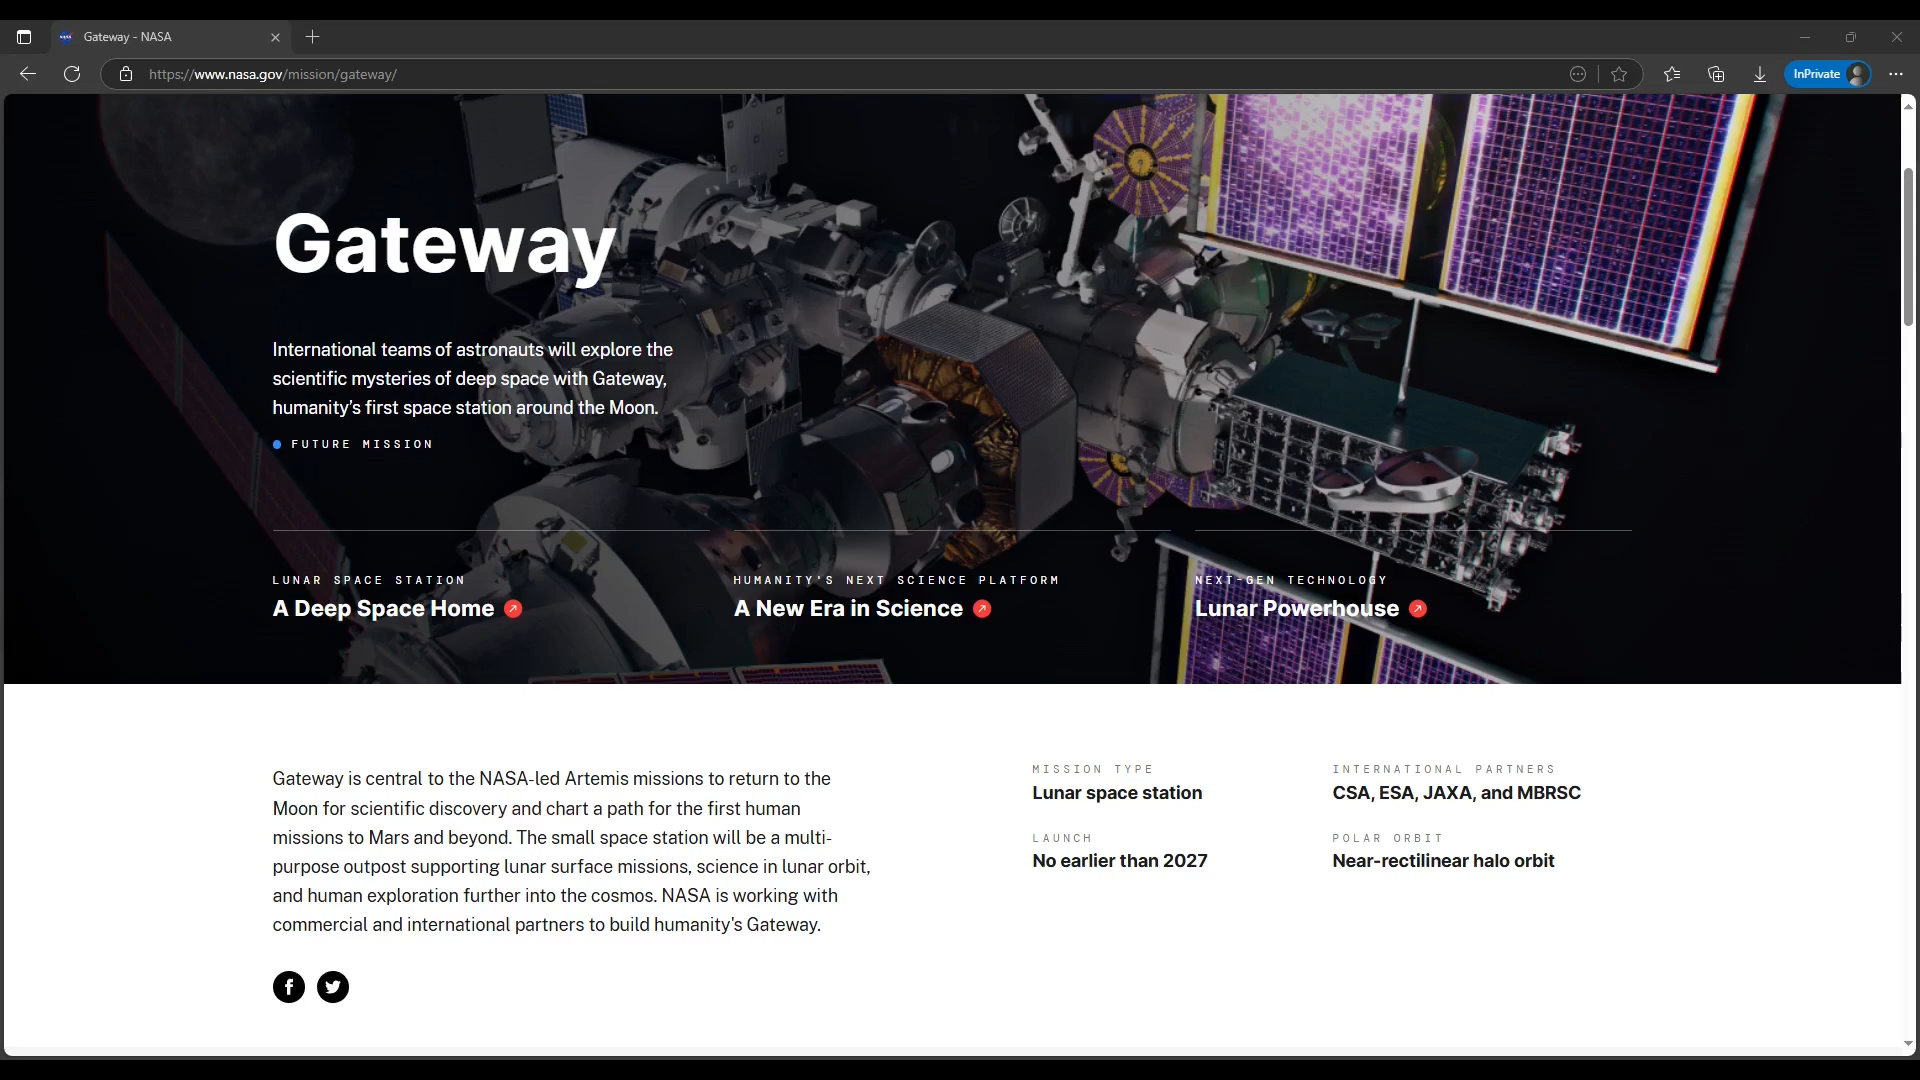 Gateway - NASA
https://www.nasa.gov/mission/gateway/
InPrivate
Gateway
International teams of astronauts will explore the
scientific mysteries of deep space with Gateway,
humanity's first space station around the Moon.
FUTURE MISSION
LUNAR SPACE STATION
A Deep Space Home
HUMANITY'S NEXT SCIENCE PLATFORM
A New Era in Science
NEXT-GEN TECHNOLOGY
Lunar Powerhouse
Gateway is central to the NASA-led Artemis missions to return to the
Moon for scientific discovery and chart a path for the first human
missions to Mars and beyond. The small space station will be a multi-
purpose outpost supporting lunar surface missions, science in lunar orbit,
and human exploration further into the cosmos. NASA is working with
commercial and international partners to build humanity's Gateway.
MISSION TYPE
Lunar space station
INTERNATIONAL PARTNERS
CSA, ESA, JAXA, and MBRSC
LAUNCH
No earlier than 2027
POLAR ORBIT
Near-rectilinear halo orbit